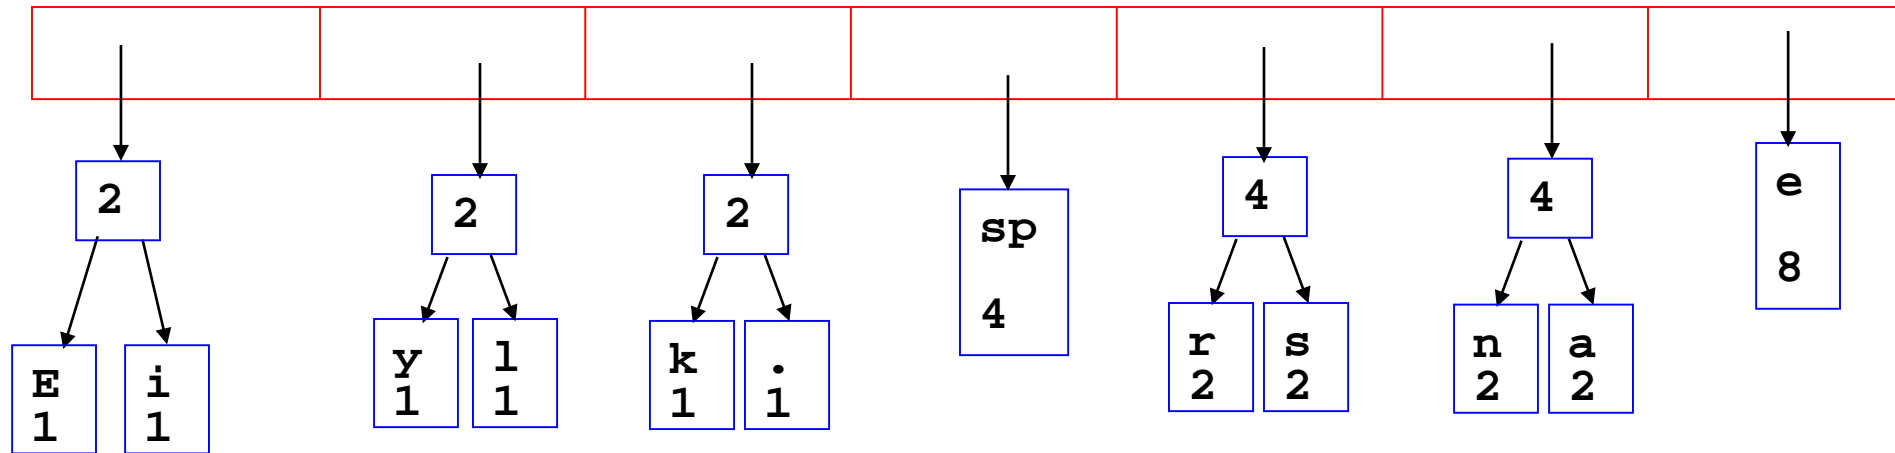 2 2 2 sp 4 4 4 e 8
E 1 i 1 y 1 l 1 k 1 . 1 r 2 s 2 n 2 a 2